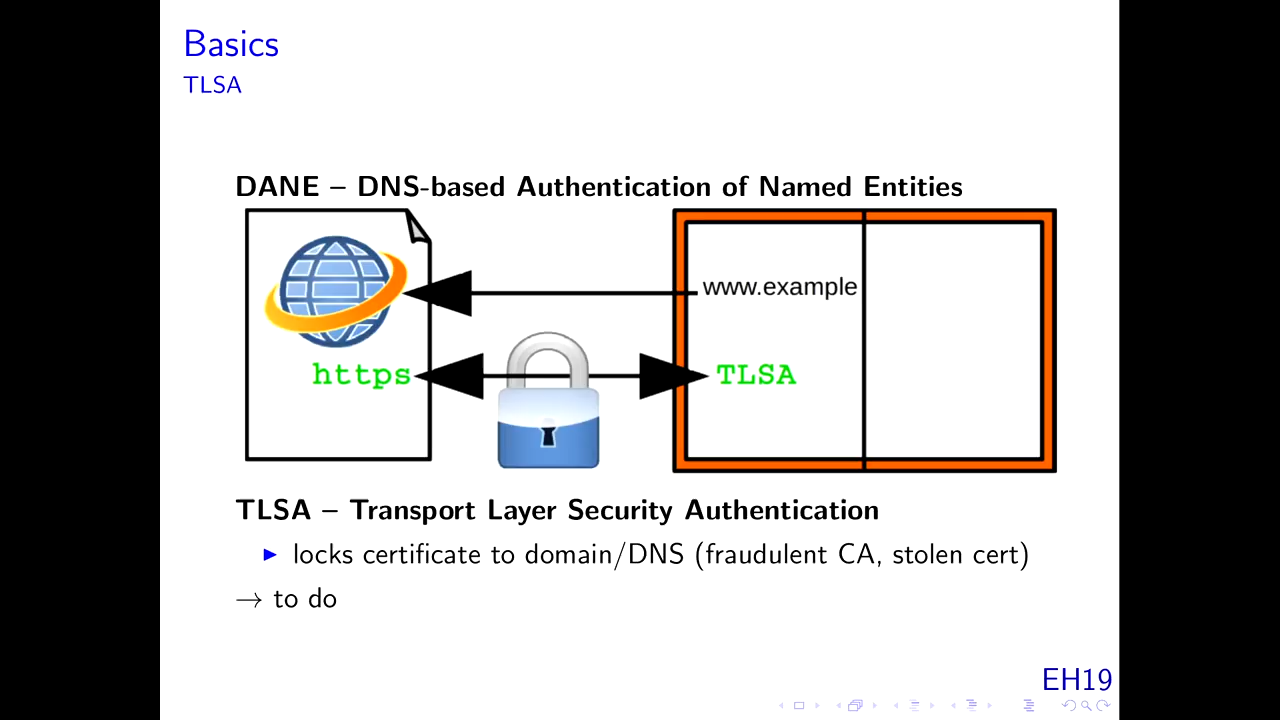 Basics
TLSA
DANE – DNS-based Authentication of Named Entities
www.example
https
TLSA
TLSA – Transport Layer Security Authentication
▶ locks certificate to domain/DNS (fraudulent CA, stolen cert)
→ to do
EH19